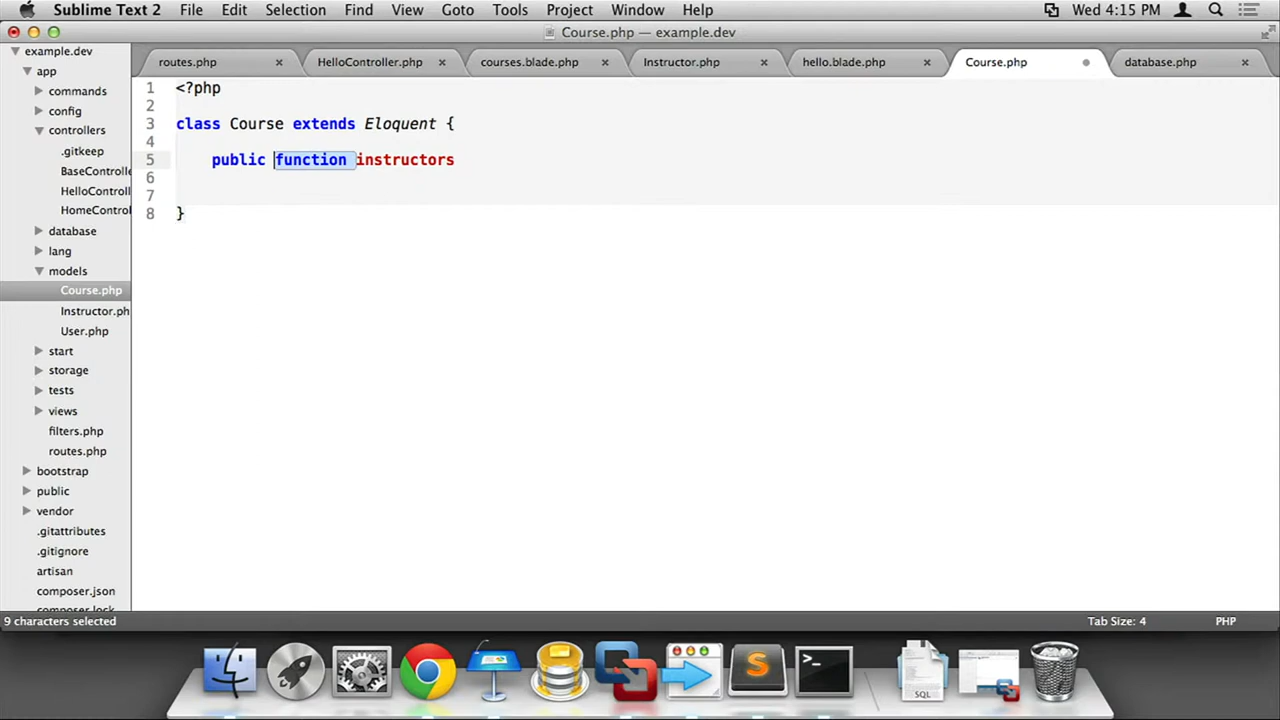 Sublime Text 2 File Edit Selection Find View Goto Tools Project Window Help Wed 4:15 PM
Course.php — example.dev
example.dev
app
commands
config
controllers
.gitkeep
BaseControlle
HelloControll
HomeControl
database
lang
models
Course.php
Instructor.ph
User.php
start
storage
tests
views
filters.php
routes.php
bootstrap
public
vendor
.gitattributes
.gitignore
artisan
composer.json
composer.lock
routes.php × HelloController.php × courses.blade.php × Instructor.php × hello.blade.php × Course.php database.php ×
1 <?php
2
3 class Course extends Eloquent {
4
5 public function instructors
6
7
8 }
9 characters selected Tab Size: 4 PHP
S
>_
SQL